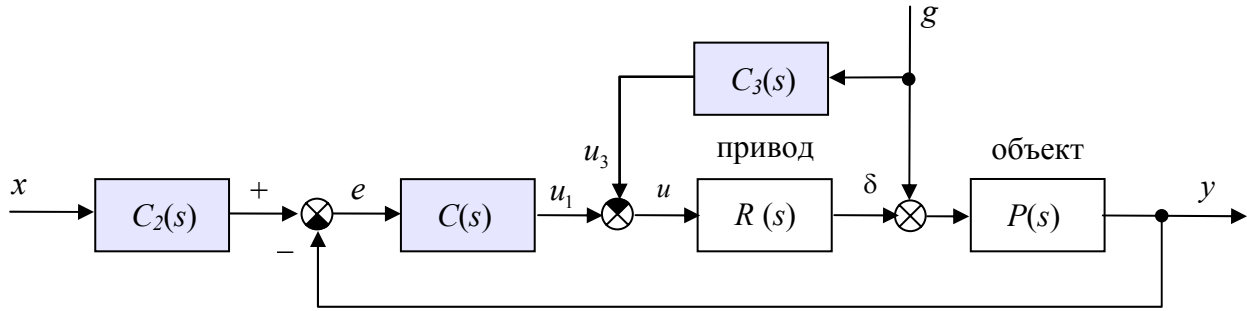 g
C₃(s)
u₃
привод
объект
x
C₂(s)
+
e
C(s)
u₁
u
R (s)
δ
P(s)
y
−